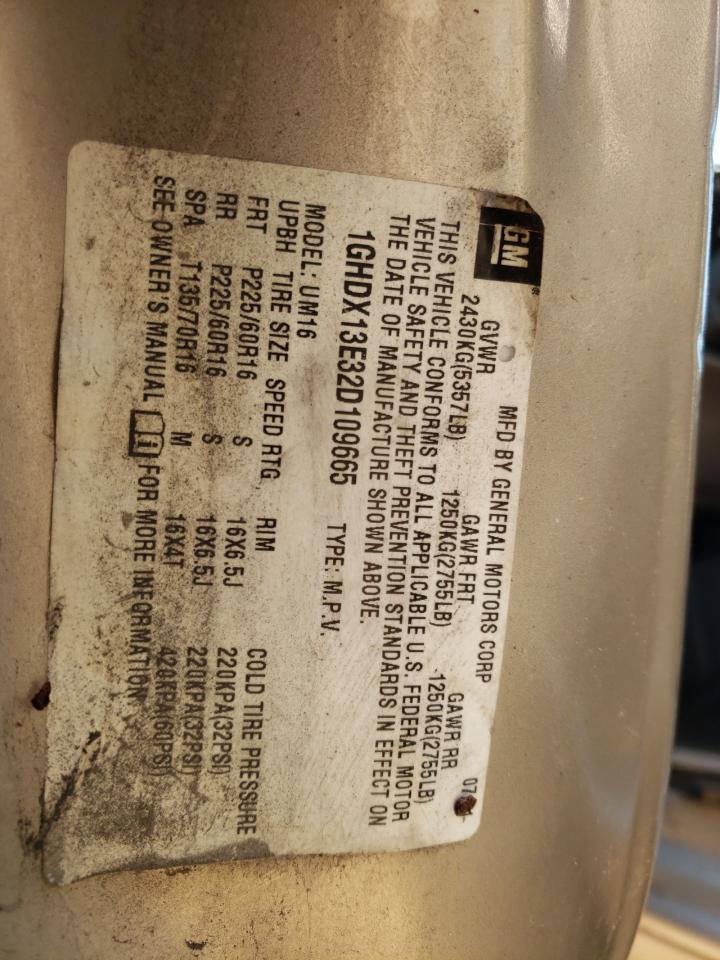 GM
MFD BY GENERAL MOTORS CORP
GVWR GAWR FRT GAWR RR
2430KG(5357LB) 1250KG(2755LB) 1250KG(2755LB)
THIS VEHICLE CONFORMS TO ALL APPLICABLE U.S. FEDERAL MOTOR
VEHICLE SAFETY AND THEFT PREVENTION STANDARDS IN EFFECT ON
THE DATE OF MANUFACTURE SHOWN ABOVE.
1GHDX13E32D109665 TYPE: M.P.V.
MODEL: UM16
UPBH TIRE SIZE SPEED RTG RIM COLD TIRE PRESSURE
FRT P225/60R16 S 16X6.5J 220KPA(32PSI)
RR P225/60R16 S 16X6.5J 220KPA(32PSI)
SPA T135/70R16 M 16X4T 420KPA(60PSI)
SEE OWNER'S MANUAL FOR MORE INFORMATION